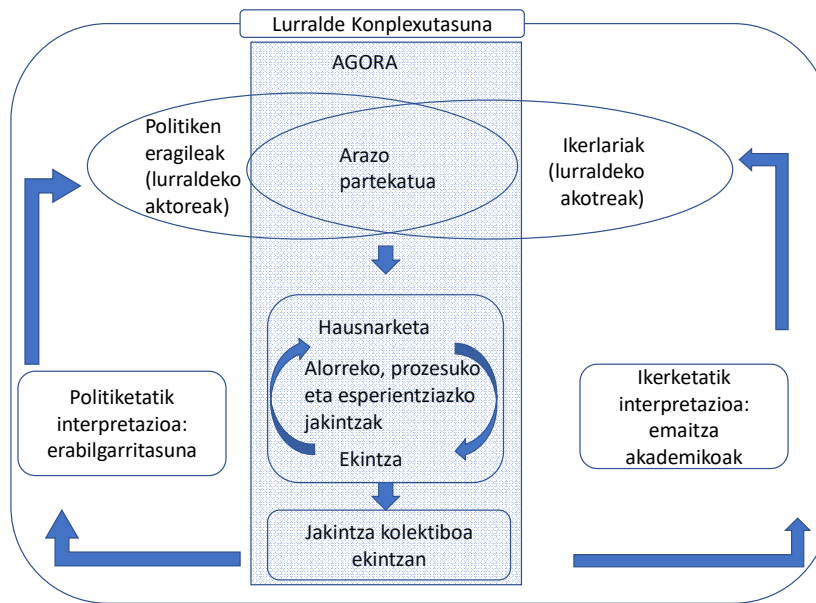 Lurralde Konplexutasuna
AGORA
Politiken
eragileak
(lurraldeko
aktoreak)
Arazo
partekatua
Ikerlariak
(lurraldeko
akotreak)
Hausnarketa
Alorreko, prozesuko
eta esperientziazko
jakintzak
Ekintza
Politiketatik
interpretazioa:
erabilgarritasuna
Ikerketatik
interpretazioa:
emaitza
akademikoak
Jakintza kolektiboa
ekintzan